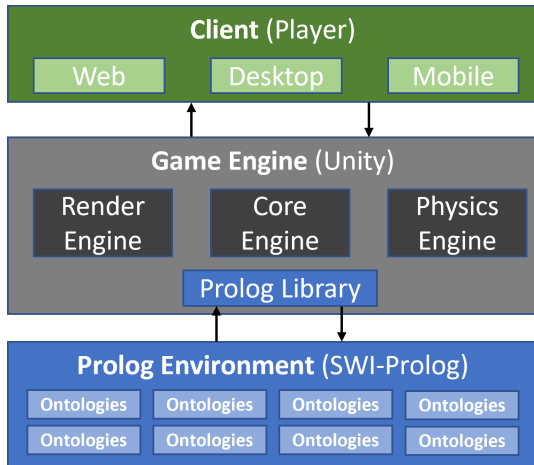 Client (Player)
Web Desktop Mobile
Game Engine (Unity)
Render Core Physics
Engine Engine Engine
Prolog Library
Prolog Environment (SWI-Prolog)
Ontologies Ontologies Ontologies Ontologies
Ontologies Ontologies Ontologies Ontologies